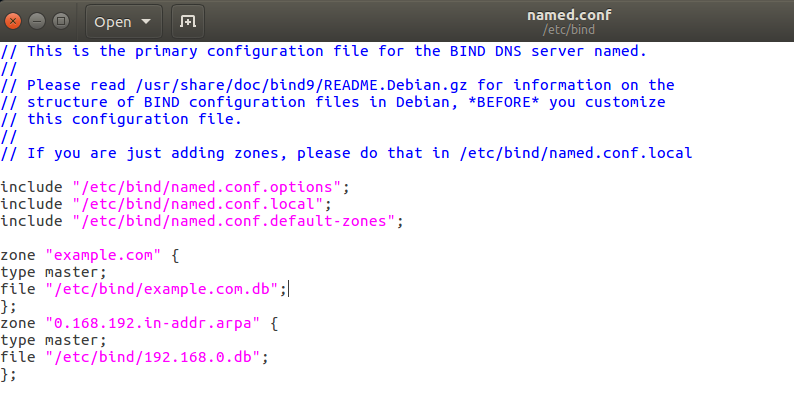 Open
named.conf
/etc/bind
// This is the primary configuration file for the BIND DNS server named.
//
// Please read /usr/share/doc/bind9/README.Debian.gz for information on the
// structure of BIND configuration files in Debian, *BEFORE* you customize
// this configuration file.
//
// If you are just adding zones, please do that in /etc/bind/named.conf.local
include "/etc/bind/named.conf.options";
include "/etc/bind/named.conf.local";
include "/etc/bind/named.conf.default-zones";
zone "example.com" {
type master;
file "/etc/bind/example.com.db";
};
zone "0.168.192.in-addr.arpa" {
type master;
file "/etc/bind/192.168.0.db";
};